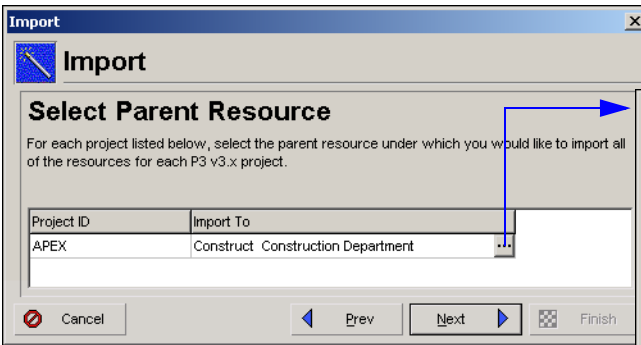 Import
Import
Select Parent Resource
For each project listed below, select the parent resource under which you would like to import all
of the resources for each P3 v3.x project.
Project ID Import To
APEX Construct Construction Department ...
Cancel Prev Next Finish